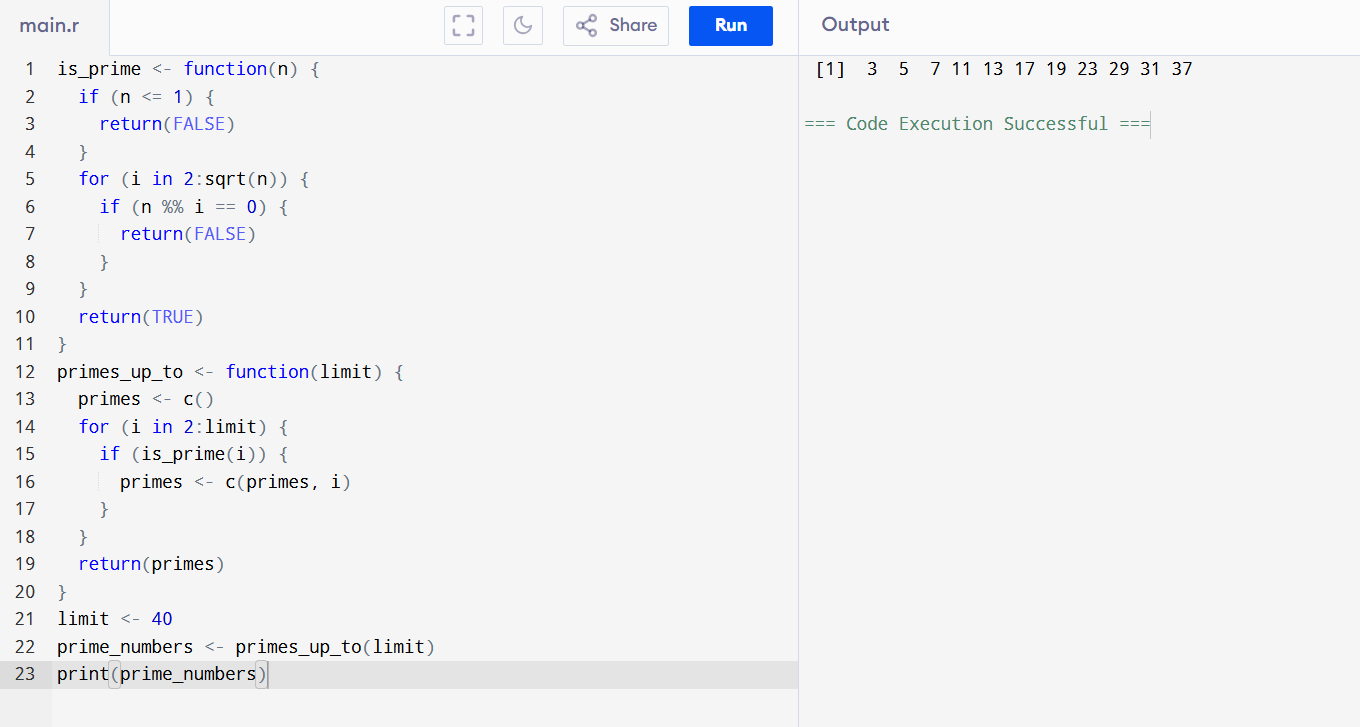 main.r
Share
Run
Output
1 is_prime <- function(n) {
2   if (n <= 1) {
3     return(FALSE)
4   }
5   for (i in 2:sqrt(n)) {
6     if (n %% i == 0) {
7       return(FALSE)
8     }
9   }
10   return(TRUE)
11 }
12 primes_up_to <- function(limit) {
13   primes <- c()
14   for (i in 2:limit) {
15     if (is_prime(i)) {
16       primes <- c(primes, i)
17     }
18   }
19   return(primes)
20 }
21 limit <- 40
22 prime_numbers <- primes_up_to(limit)
23 print(prime_numbers)
 [1]  3  5  7 11 13 17 19 23 29 31 37
=== Code Execution Successful ===